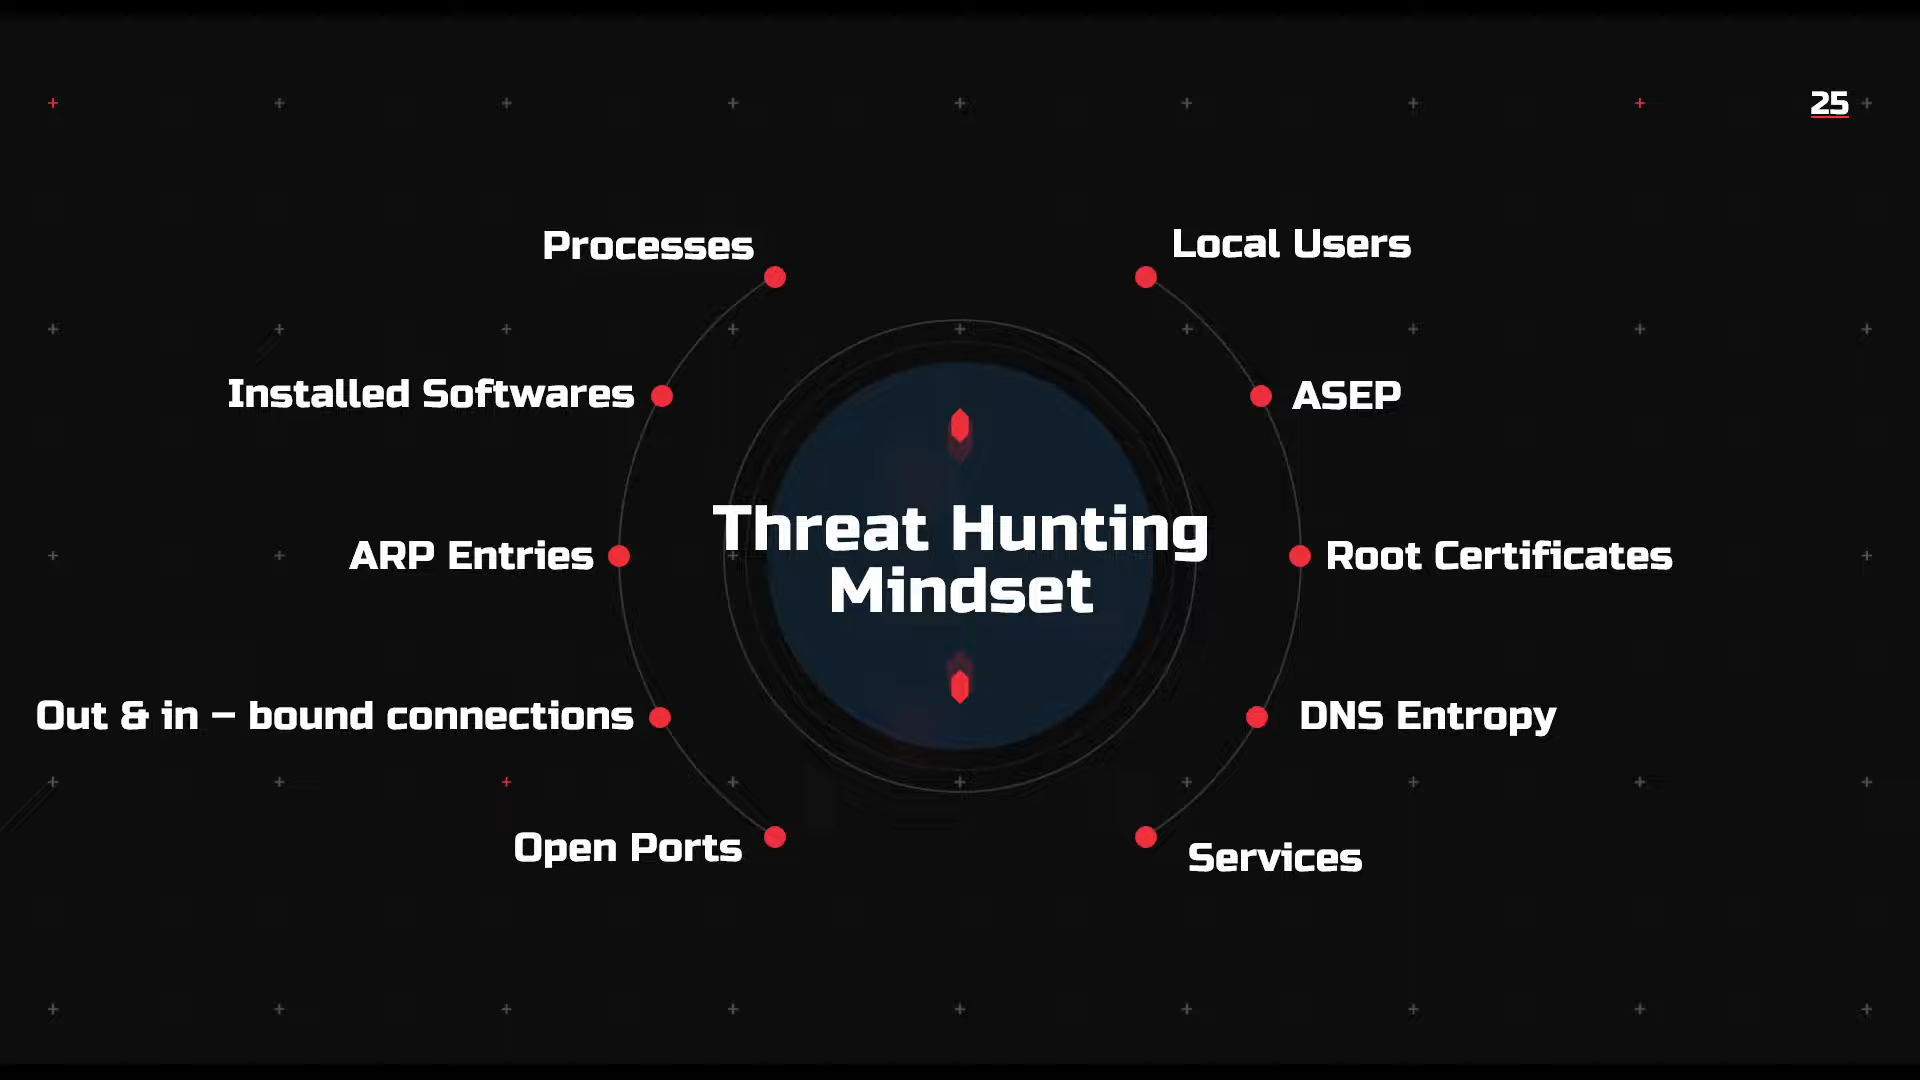 25
Processes
Local Users
Installed Softwares
ASEP
Threat Hunting
Mindset
ARP Entries
Root Certificates
Out & in – bound connections
DNS Entropy
Open Ports
Services